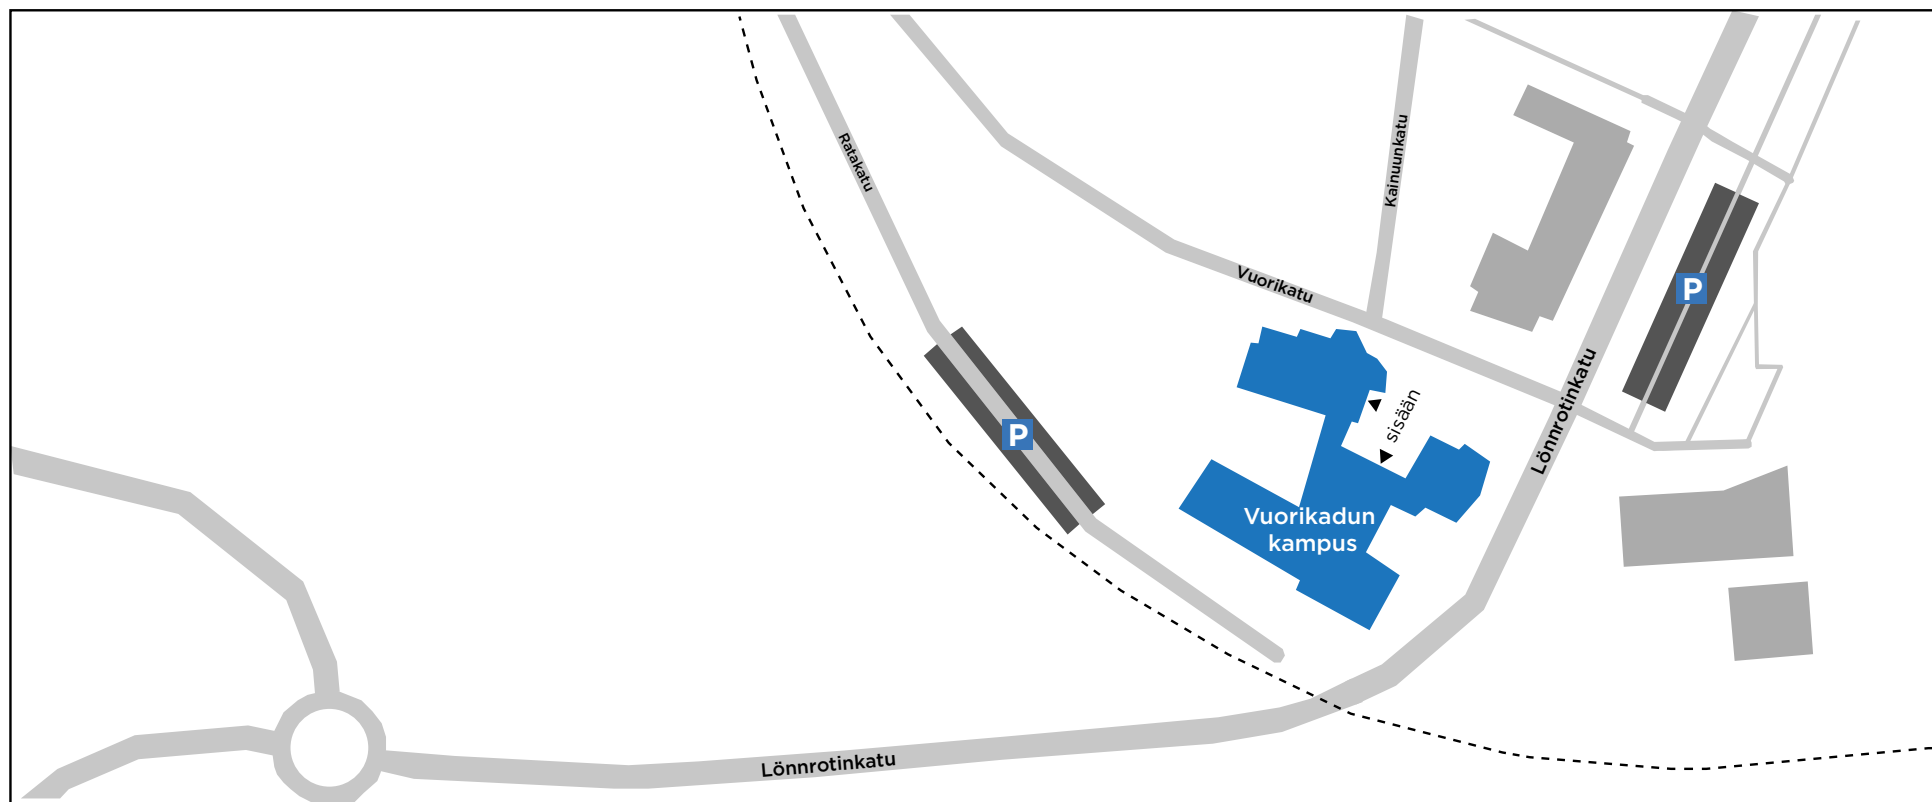 Ratakatu
Kainuunkatu
Vuorikatu
P
Lönnrotinkatu
sisään
P
Vuorikadun
kampus
Lönnrotinkatu